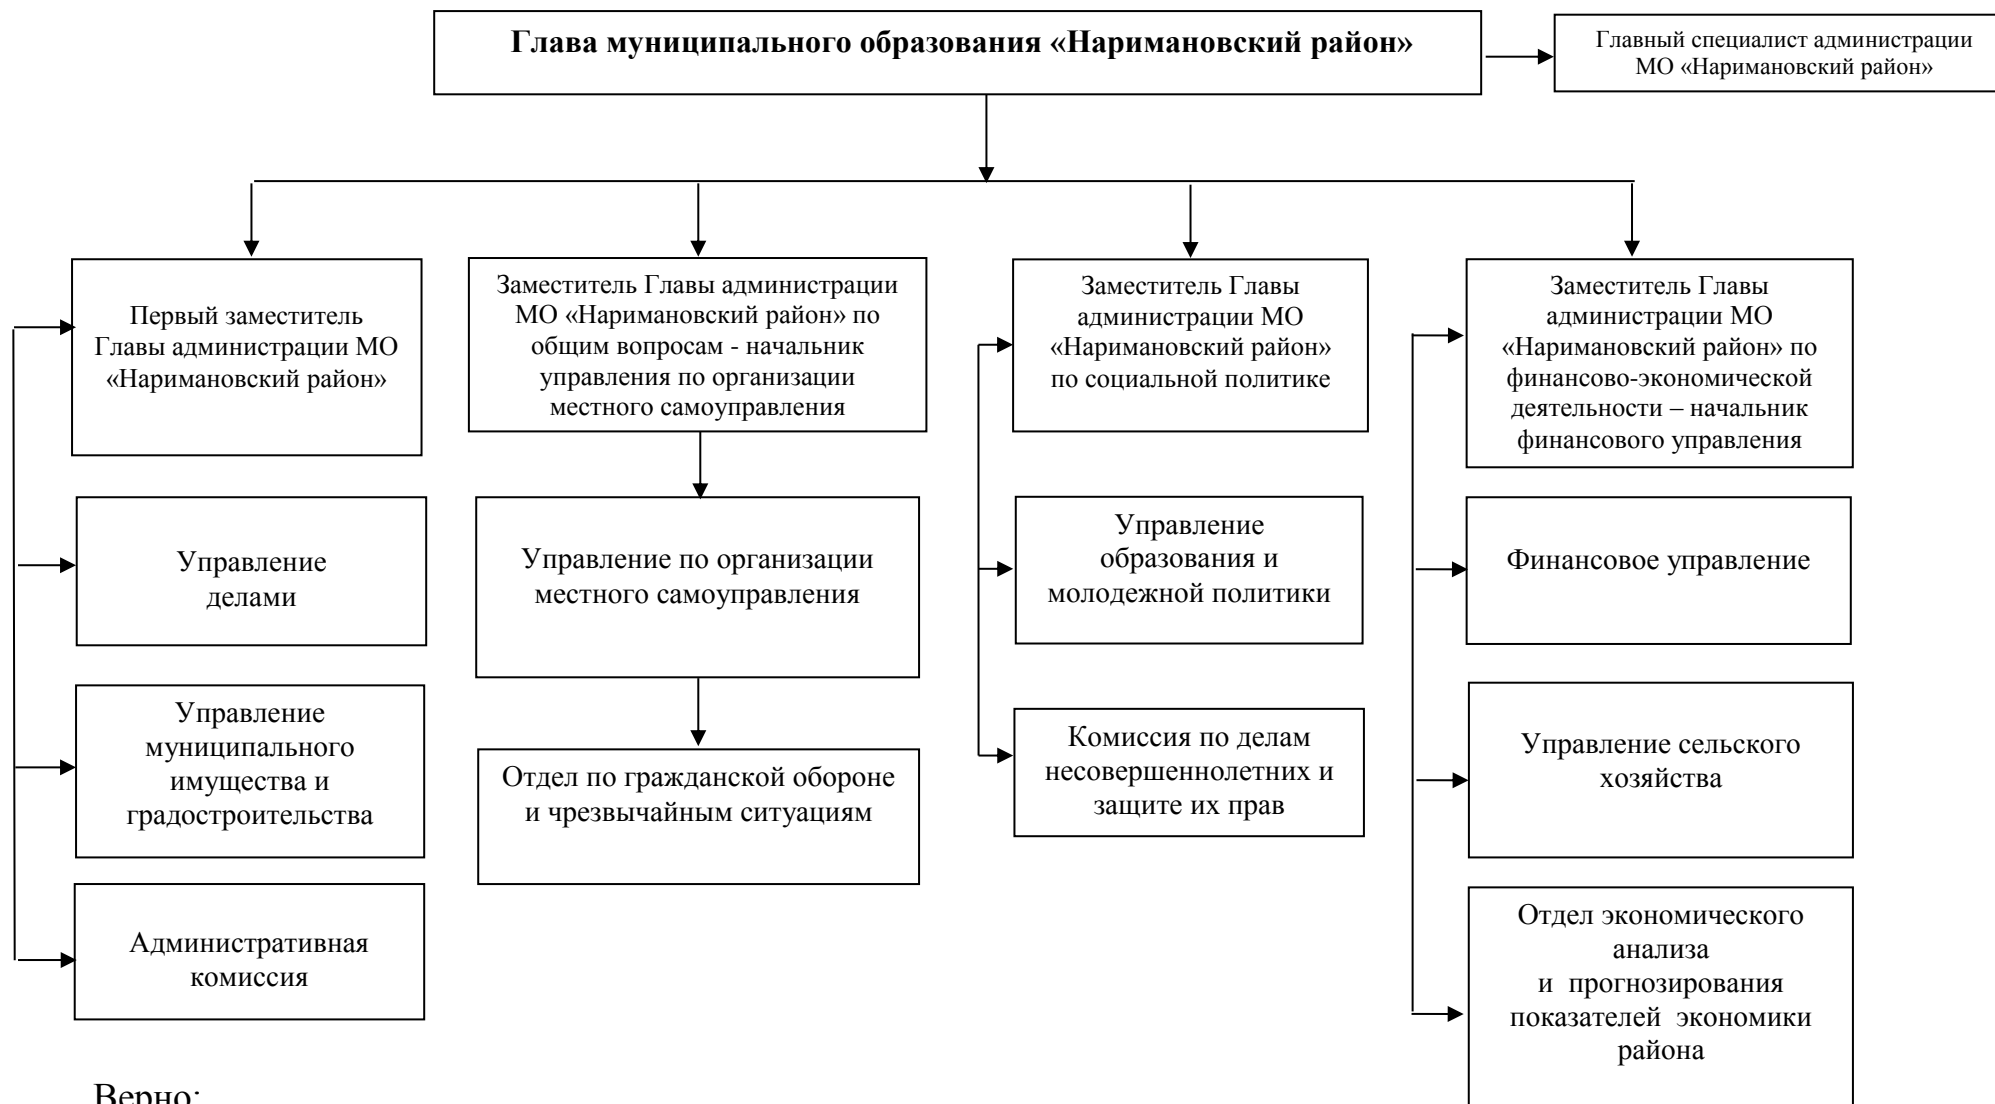 Глава муниципального образования «Наримановский район»
Главный специалист администрации
МО «Наримановский район»
Первый заместитель
Главы администрации МО
«Наримановский район»
Заместитель Главы администрации
МО «Наримановский район» по
общим вопросам - начальник
управления по организации
местного самоуправления
Заместитель Главы
администрации МО
«Наримановский район»
по социальной политике
Заместитель Главы
администрации МО
«Наримановский район» по
финансово-экономической
деятельности – начальник
финансового управления
Управление
делами
Управление по организации
местного самоуправления
Управление
образования и
молодежной политики
Финансовое управление
Управление
муниципального
имущества и
градостроительства
Отдел по гражданской обороне
и чрезвычайным ситуациям
Комиссия по делам
несовершеннолетних и
защите их прав
Управление сельского
хозяйства
Административная
комиссия
Отдел экономического
анализа
и прогнозирования
показателей экономики
района
Верно: